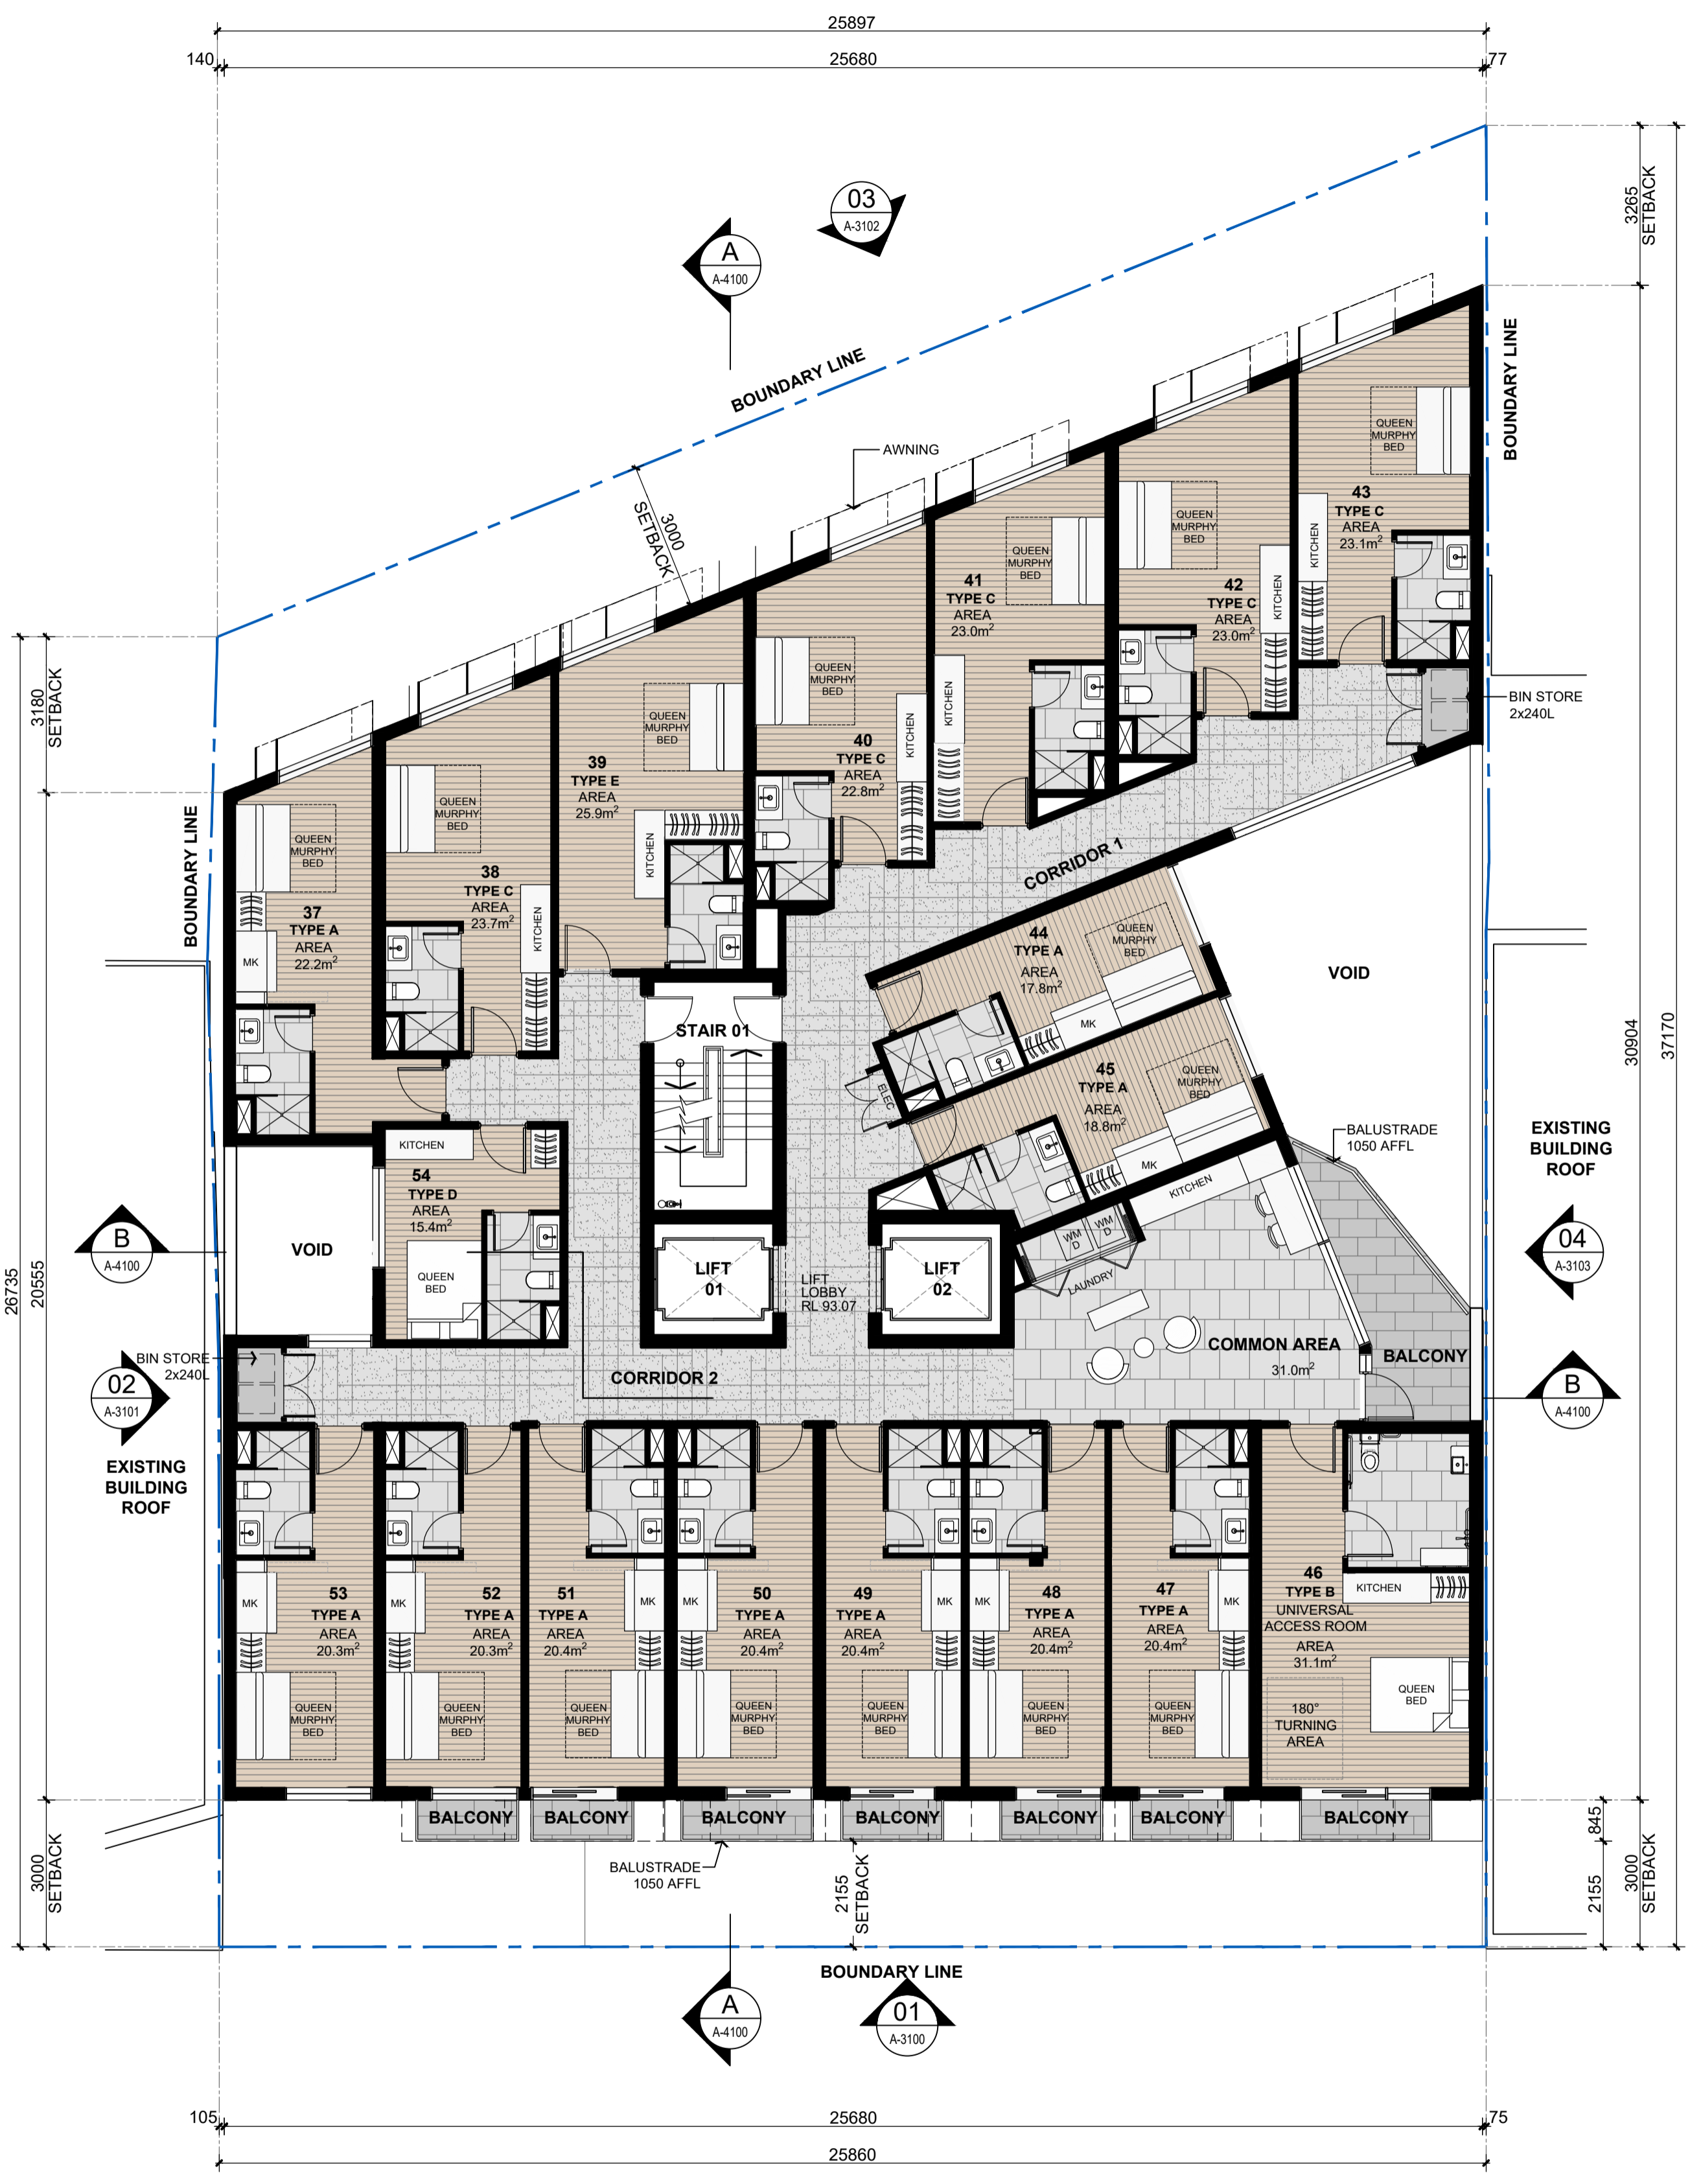 25897
140
25680
77
3265
SETBACK
03
A-3102
A
A-4100
BOUNDARY LINE
BOUNDARY LINE
AWNING
3000
SETBACK
QUEEN
MURPHY
BED
43
TYPE C
AREA
23.1m²
KITCHEN
QUEEN
MURPHY
BED
42
TYPE C
AREA
23.0m²
KITCHEN
QUEEN
MURPHY
BED
41
TYPE C
AREA
23.0m²
KITCHEN
QUEEN
MURPHY
BED
40
TYPE C
AREA
22.8m²
KITCHEN
QUEEN
MURPHY
BED
39
TYPE E
AREA
25.9m²
KITCHEN
QUEEN
MURPHY
BED
38
TYPE C
AREA
23.7m²
KITCHEN
QUEEN
MURPHY
BED
37
TYPE A
AREA
22.2m²
MK
BIN STORE
2x240L
3180
SETBACK
BOUNDARY LINE
26735
20555
30904
37170
CORRIDOR 1
44
TYPE A
AREA
17.8m²
QUEEN
MURPHY
BED
MK
VOID
STAIR 01
ELEC
45
TYPE A
AREA
18.8m²
QUEEN
MURPHY
BED
MK
BALUSTRADE
1050 AFFL
EXISTING
BUILDING
ROOF
KITCHEN
54
TYPE D
AREA
15.4m²
QUEEN
BED
VOID
B
A-4100
KITCHEN
WM
D
WM
D
LAUNDRY
04
A-3103
LIFT
01
LIFT
LOBBY
RL 93.07
LIFT
02
COMMON AREA
31.0m²
BALCONY
BIN STORE
2x240L
02
A-3101
CORRIDOR 2
B
A-4100
EXISTING
BUILDING
ROOF
53
TYPE A
AREA
20.3m²
MK
QUEEN
MURPHY
BED
52
TYPE A
AREA
20.3m²
MK
QUEEN
MURPHY
BED
51
TYPE A
AREA
20.4m²
MK
QUEEN
MURPHY
BED
50
TYPE A
AREA
20.4m²
MK
QUEEN
MURPHY
BED
49
TYPE A
AREA
20.4m²
MK
QUEEN
MURPHY
BED
48
TYPE A
AREA
20.4m²
MK
QUEEN
MURPHY
BED
47
TYPE A
AREA
20.4m²
MK
QUEEN
MURPHY
BED
46
TYPE B
UNIVERSAL
ACCESS ROOM
AREA
31.1m²
KITCHEN
QUEEN
BED
180°
TURNING
AREA
BALCONY
BALCONY
BALCONY
BALCONY
BALCONY
BALCONY
BALCONY
BALUSTRADE
1050 AFFL
3000
SETBACK
2155
SETBACK
845
2155
3000
SETBACK
BOUNDARY LINE
A
A-4100
01
A-3100
105
25680
75
25860